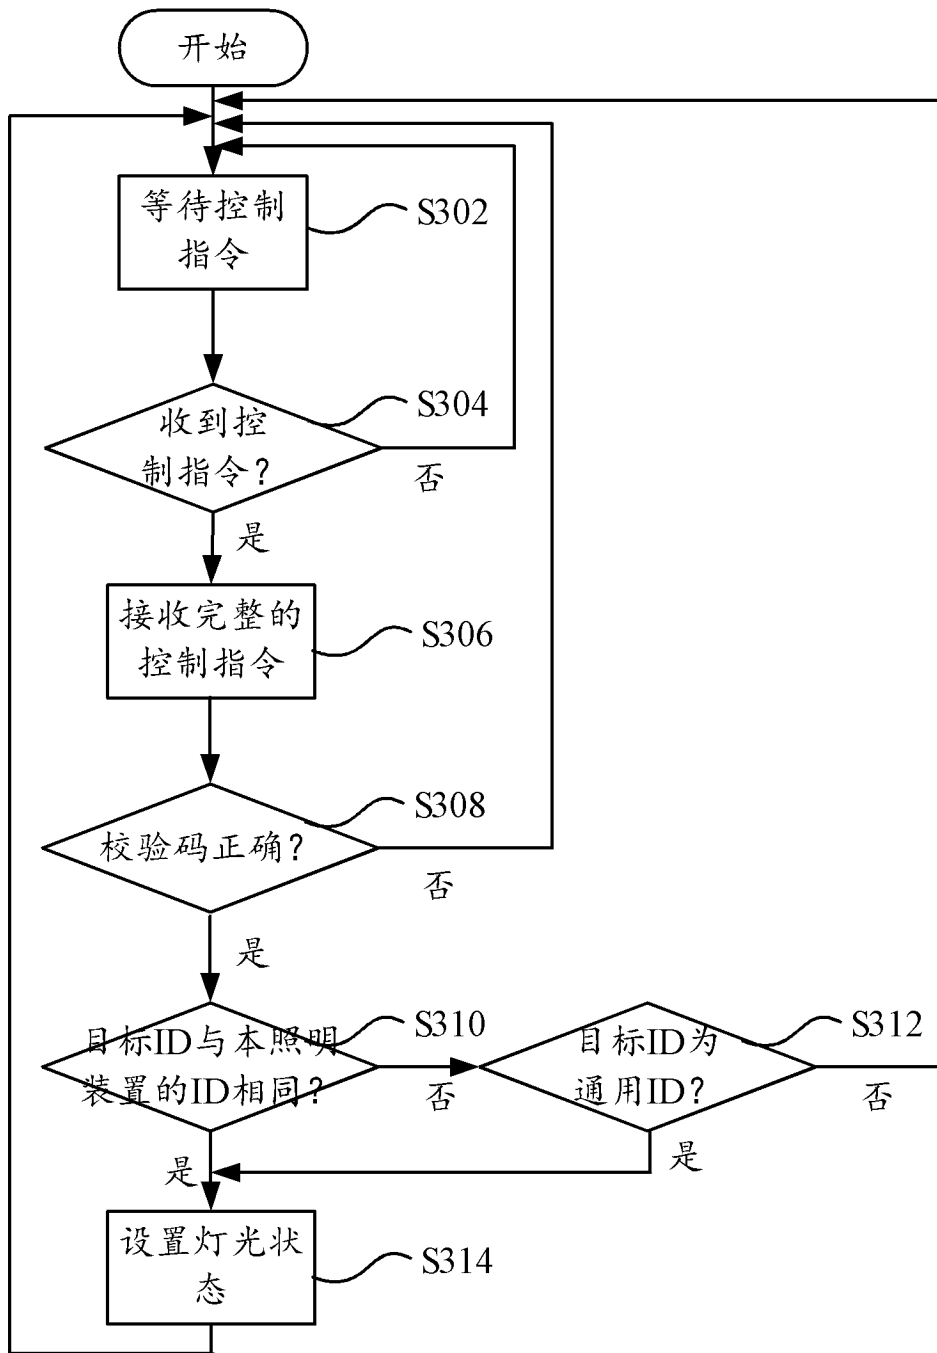 开始
等待控制
指令
S302
收到控
制指令?
S304
否
是
接收完整的
控制指令
S306
校验码正确?
S308
否
是
目标ID与本照明
装置的ID相同?
S310
否
目标ID为
通用ID?
S312
否
是
是
设置灯光状
态
S314